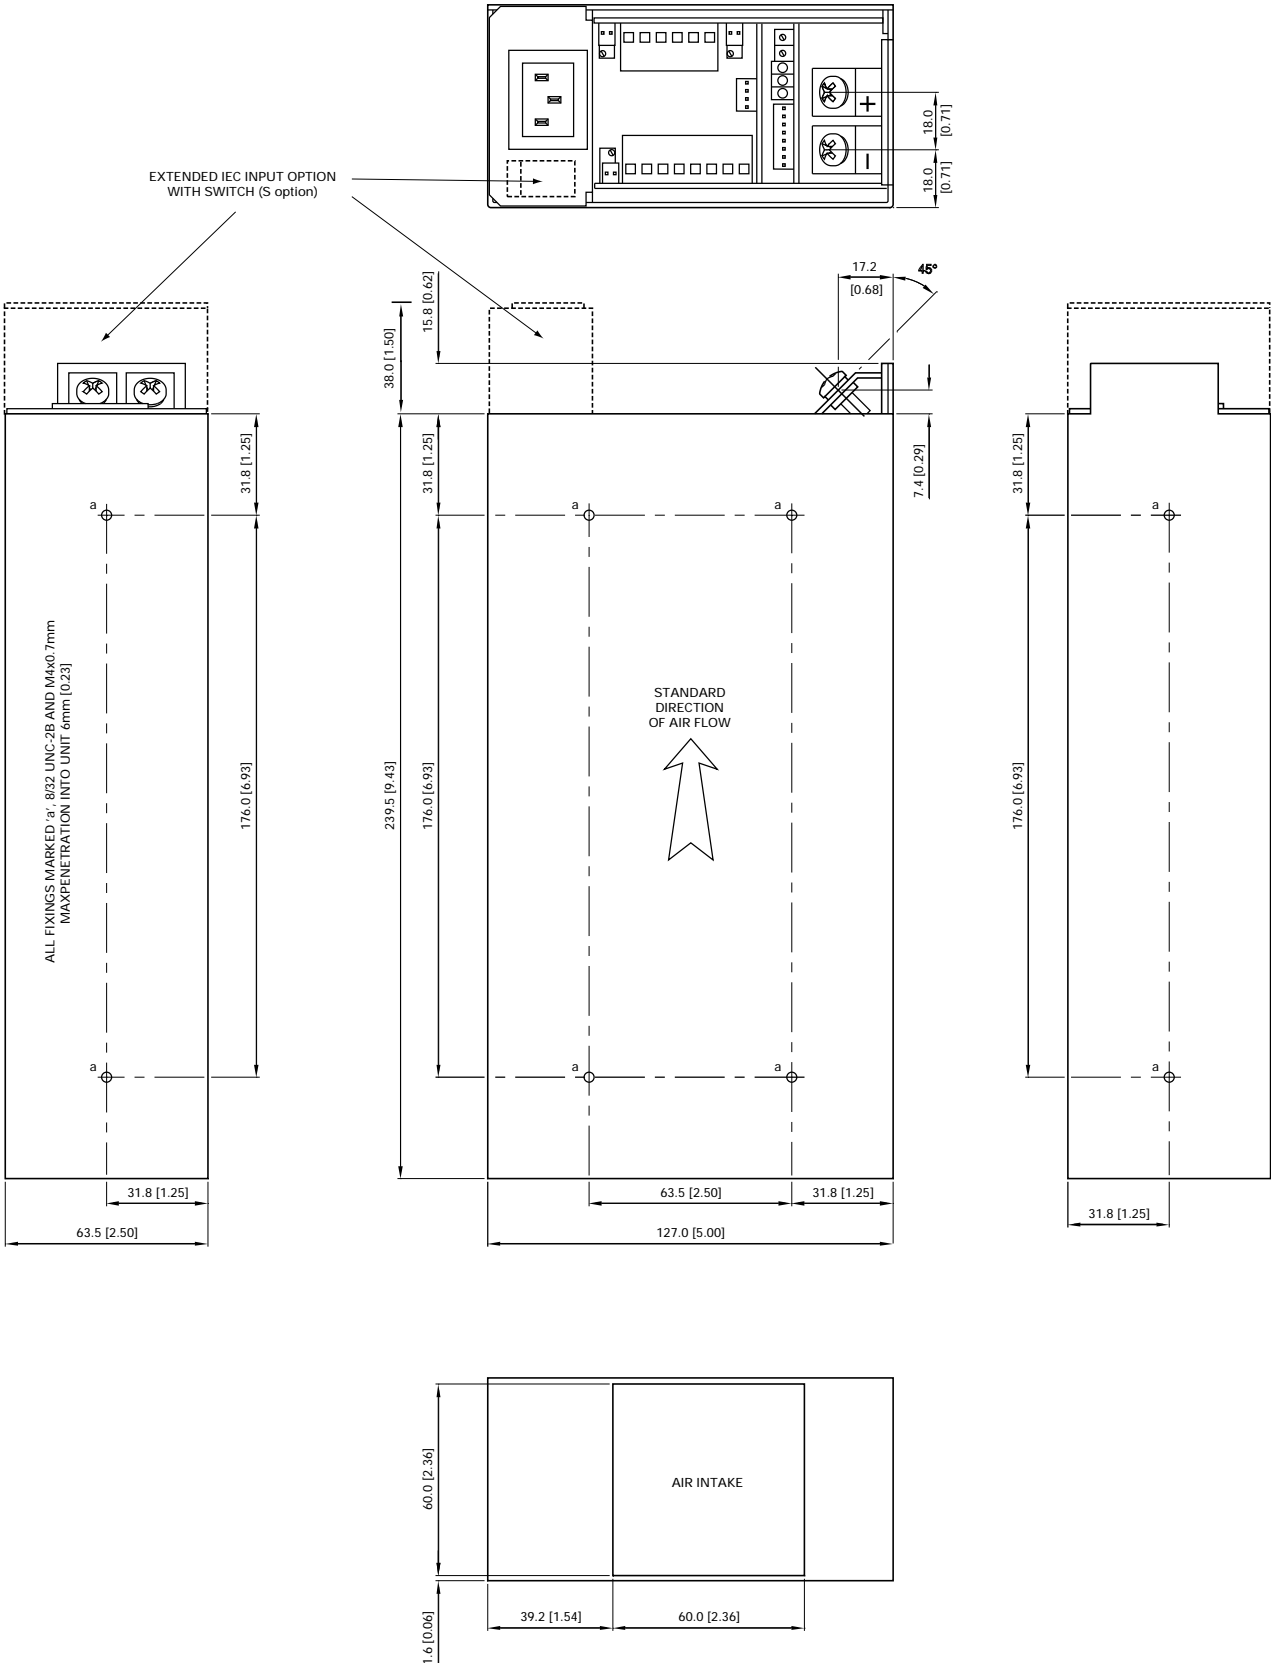 +
−
18.0
[0.71]
18.0
[0.71]
EXTENDED IEC INPUT OPTION
WITH SWITCH (S option)
17.2
[0.68]
45°
15.8 [0.62]
38.0 [1.50]
7.4 [0.29]
31.8 [1.25]
31.8 [1.25]
31.8 [1.25]
a
a
a
a
ALL FIXINGS MARKED 'a', 8/32 UNC-2B AND M4x0.7mm
MAXPENETRATION INTO UNIT 6mm [0.23]
STANDARD
DIRECTION
OF AIR FLOW
176.0 [6.93]
239.5 [9.43]
176.0 [6.93]
176.0 [6.93]
a
a
a
a
31.8 [1.25]
63.5 [2.50]
63.5 [2.50]
31.8 [1.25]
127.0 [5.00]
31.8 [1.25]
60.0 [2.36]
AIR INTAKE
39.2 [1.54]
60.0 [2.36]
1.6 [0.06]